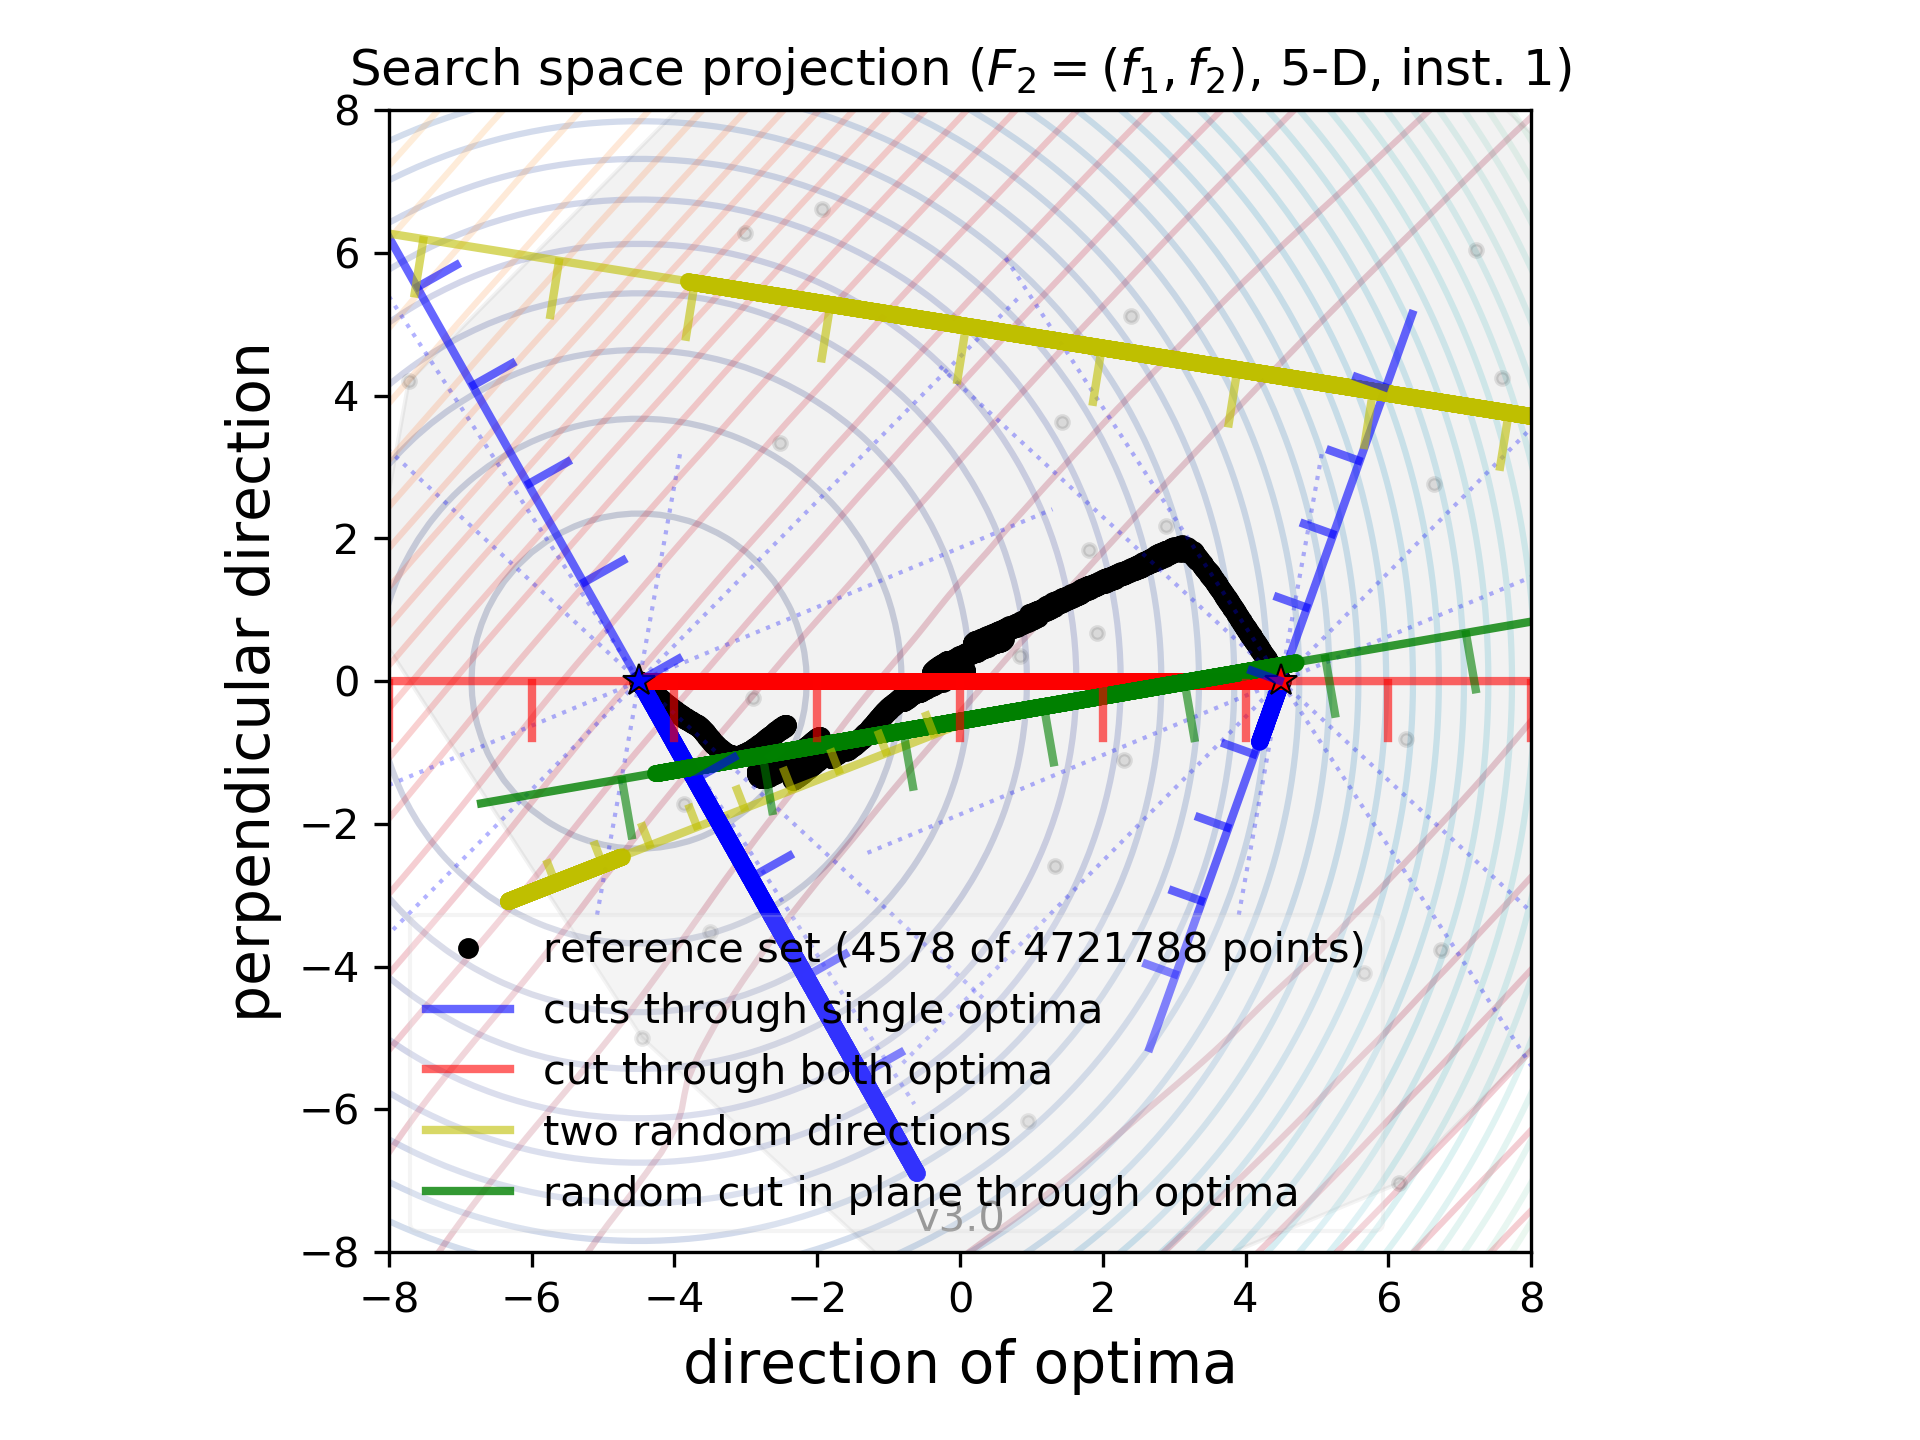 Search space projection (F₂ = (f₁, f₂), 5-D, inst. 1)
8
6
4
2
0
−2
−4
−6
−8
perpendicular direction
reference set (4578 of 4721788 points)
cuts through single optima
cut through both optima
two random directions
random cut in plane through optima
v3.0
−8 −6 −4 −2 0 2 4 6 8
direction of optima